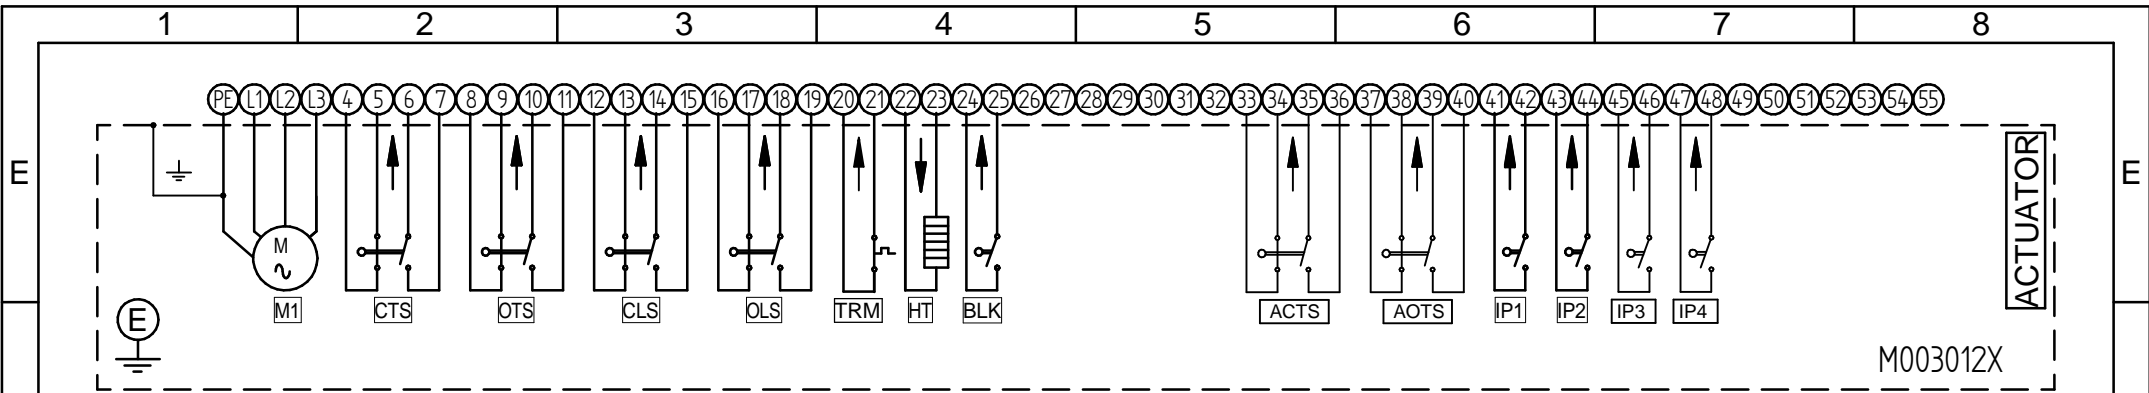 1 2 3 4 5 6 7 8
PE L1 L2 L3 4 5 6 7 8 9 10 11 12 13 14 15 16 17 18 19 20 21 22 23 24 25 26 27 28 29 30 31 32 33 34 35 36 37 38 39 40 41 42 43 44 45 46 47 48 49 50 51 52 53 54 55
E ACTUATOR E
M
M1 CTS OTS CLS OLS TRM HT BLK ACTS AOTS IP1 IP2 IP3 IP4
E
M003012X